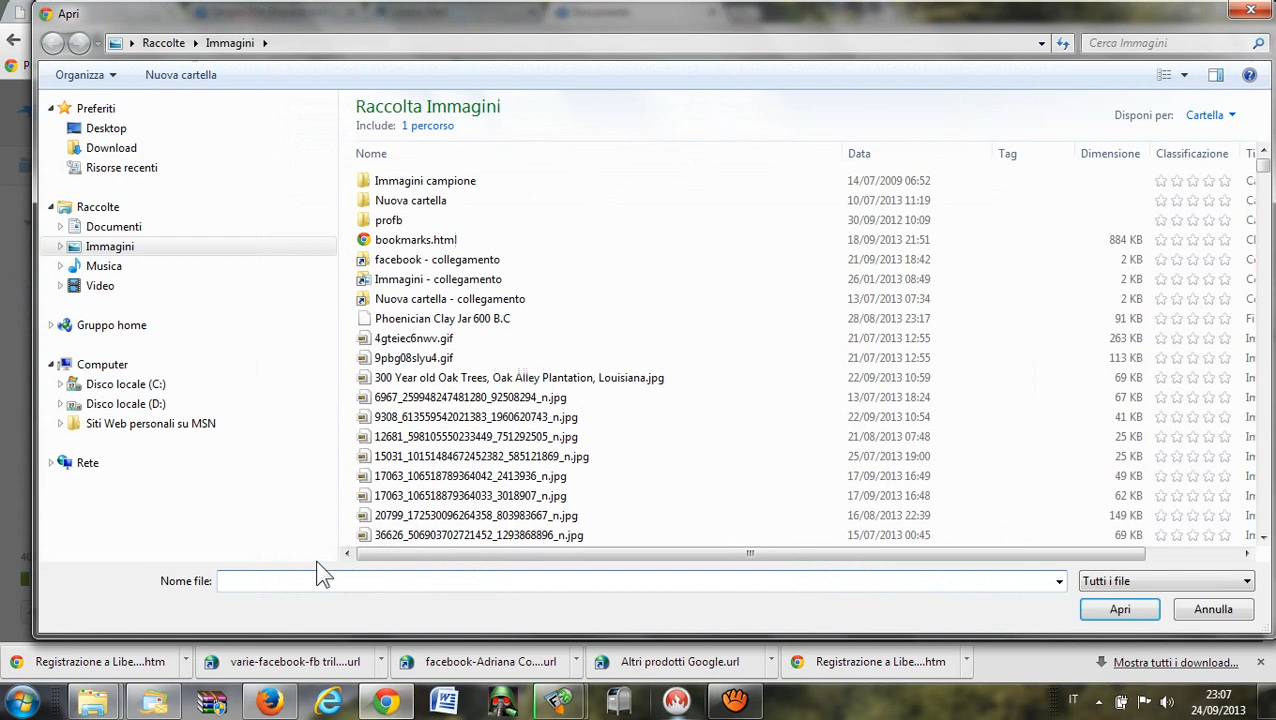 Apri
Raccolte Immagini
Cerca Immagini
Organizza Nuova cartella
Preferiti
Desktop
Download
Risorse recenti
Raccolte
Documenti
Immagini
Musica
Video
Gruppo home
Computer
Disco locale (C:)
Disco locale (D:)
Siti Web personali su MSN
Rete
Raccolta Immagini
Include: 1 percorso
Disponi per: Cartella
Nome Data Tag Dimensione Classificazione
Immagini campione 14/07/2009 06:52
Nuova cartella 10/07/2013 11:19
profb 30/09/2012 10:09
bookmarks.html 18/09/2013 21:51 884 KB
facebook - collegamento 21/09/2013 18:42 2 KB
Immagini - collegamento 26/01/2013 08:49 2 KB
Nuova cartella - collegamento 13/07/2013 07:34 2 KB
Phoenician Clay Jar 600 B.C 28/08/2013 23:17 91 KB
4gteiec6nwv.gif 21/07/2013 12:55 263 KB
9pbg08slyu4.gif 21/07/2013 12:55 113 KB
300 Year old Oak Trees, Oak Alley Plantation, Louisiana.jpg 22/09/2013 10:59 69 KB
6967_259948247481280_92508294_n.jpg 13/07/2013 18:24 67 KB
9308_613559542021383_1960620743_n.jpg 22/09/2013 10:54 41 KB
12681_598105550233449_751292505_n.jpg 21/08/2013 07:48 25 KB
15031_10151484672452382_585121869_n.jpg 25/07/2013 19:00 25 KB
17063_106518789364042_2413936_n.jpg 17/09/2013 16:49 49 KB
17063_106518879364033_3018907_n.jpg 17/09/2013 16:48 62 KB
20799_172530096264358_803983667_n.jpg 16/08/2013 22:39 149 KB
36626_506903702721452_1293868896_n.jpg 15/07/2013 00:45 69 KB
Nome file:
Tutti i file
Apri Annulla
Registrazione a Libe....htm
varie-facebook-fb tril....url
facebook-Adriana Co....url
Altri prodotti Google.url
Registrazione a Libe....htm
Mostra tutti i download...
IT
23:07
24/09/2013